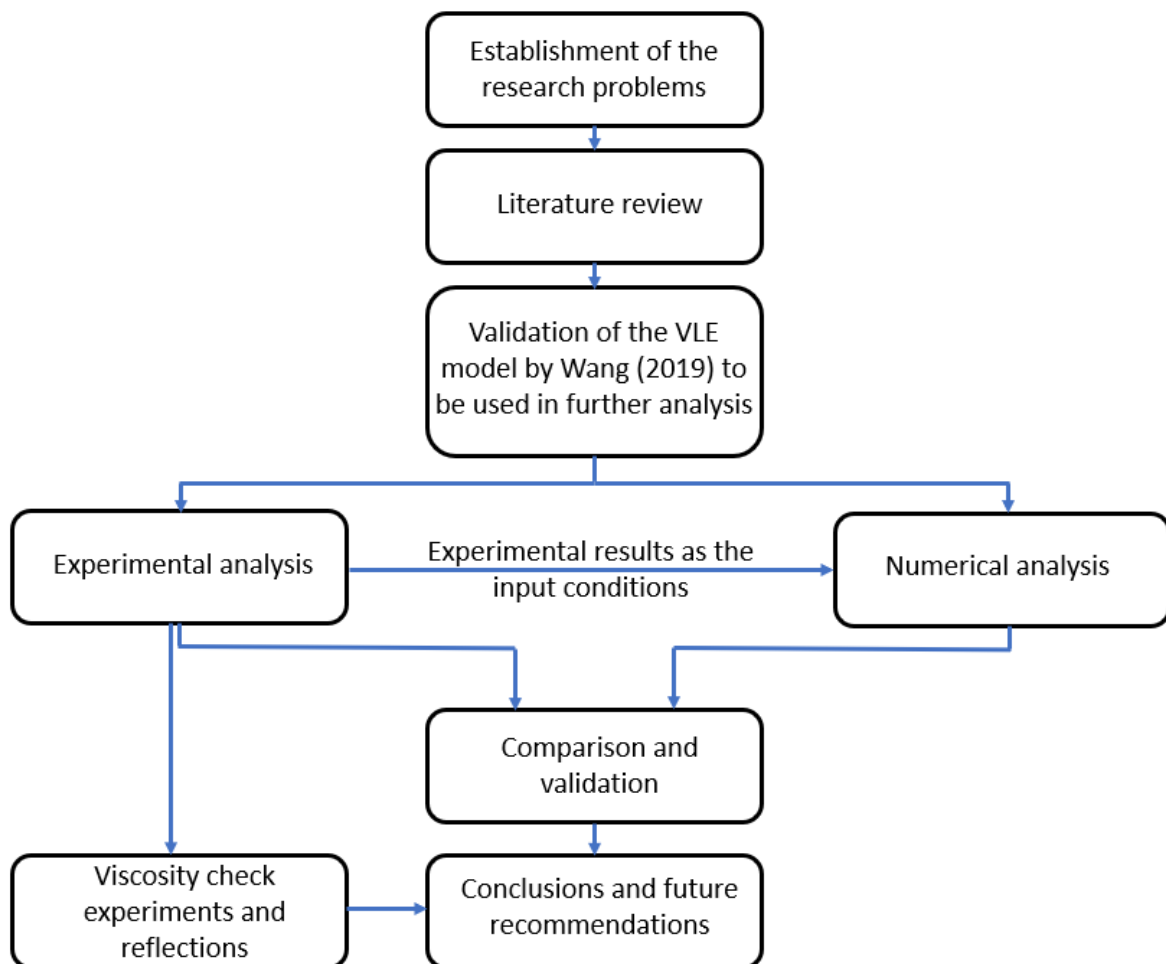 Establishment of the
research problems
Literature review
Validation of the VLE
model by Wang (2019) to
be used in further analysis
Experimental analysis
Experimental results as the
input conditions
Numerical analysis
Comparison and
validation
Viscosity check
experiments and
reflections
Conclusions and future
recommendations